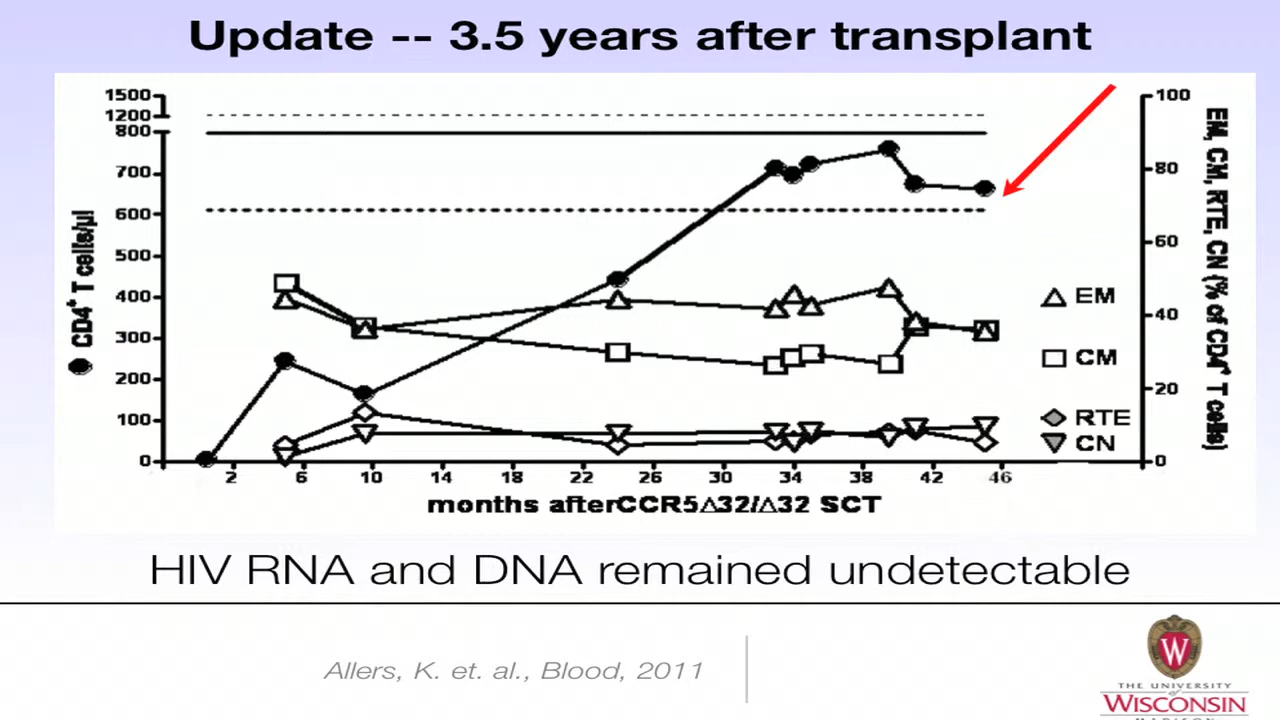 Update -- 3.5 years after transplant
1500
1200
800
700
600
500
400
300
200
100
0
CD4+ T cells/µl
100
80
60
40
20
0
EM, CM, RTE, CN (% of CD4+ T cells)
EM
CM
RTE
CN
2 6 10 14 18 22 26 30 34 38 42 46
months afterCCR5Δ32/Δ32 SCT
HIV RNA and DNA remained undetectable
Allers, K. et. al., Blood, 2011
W
THE UNIVERSITY
of
WISCONSIN
MADISON